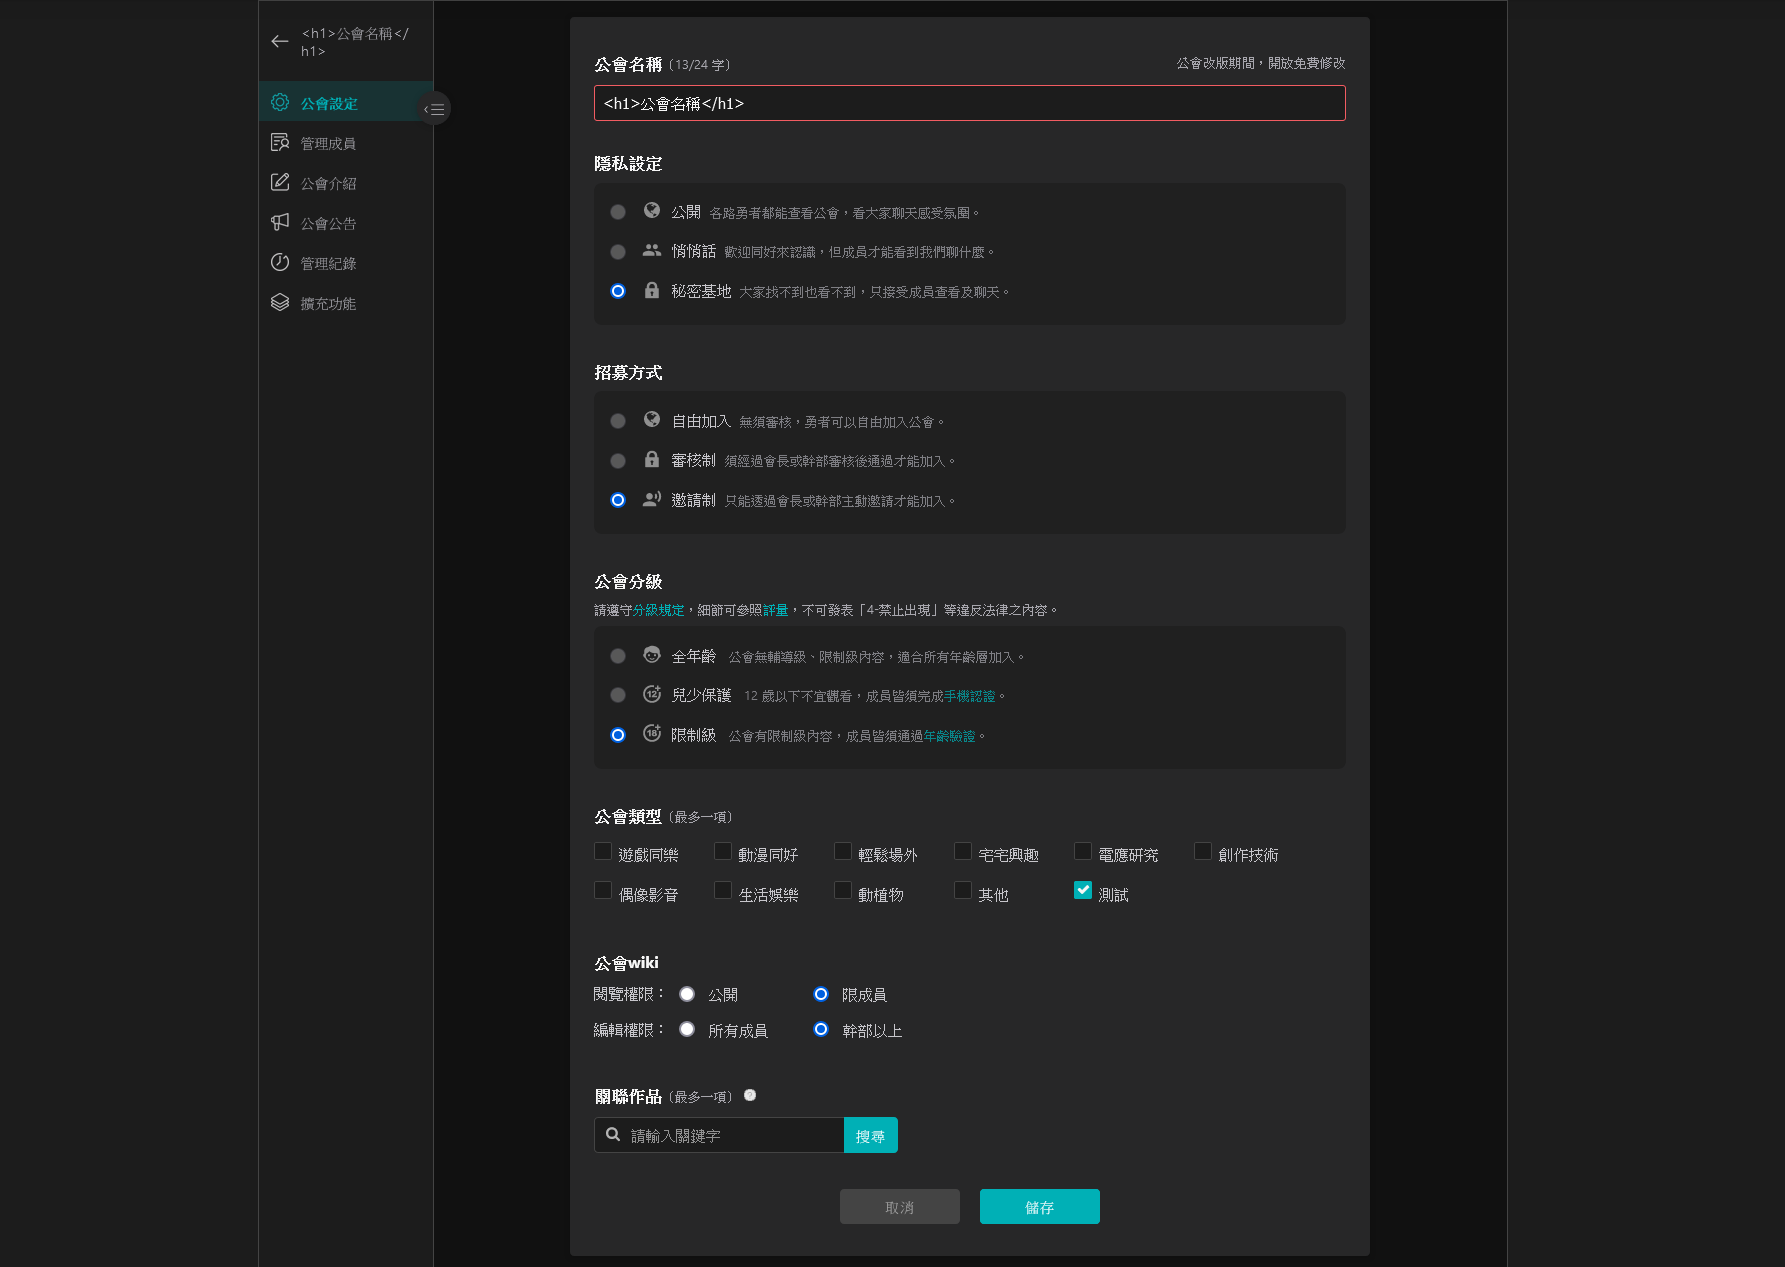 <h1>公會名稱</
h1>
公會設定
管理成員
公會介紹
公會公告
管理紀錄
擴充功能
公會名稱（13/24 字）
公會改版期間，開放免費修改
<h1>公會名稱</h1>
隱私設定
公開 各路勇者都能查看公會，看大家聊天感受氛圍。
悄悄話 歡迎同好來認識，但成員才能看到我們聊什麼。
秘密基地 大家找不到也看不到，只接受成員查看及聊天。
招募方式
自由加入 無須審核，勇者可以自由加入公會。
審核制 須經過會長或幹部審核後通過才能加入。
邀請制 只能透過會長或幹部主動邀請才能加入。
公會分級
請遵守分級規定，細節可參照評量，不可發表「4-禁止出現」等違反法律之內容。
全年齡 公會無輔導級、限制級內容，適合所有年齡層加入。
12+ 兒少保護 12 歲以下不宜觀看，成員皆須完成手機認證。
18+ 限制級 公會有限制級內容，成員皆須通過年齡驗證。
公會類型（最多一項）
遊戲同樂 動漫同好 輕鬆場外 宅宅興趣 電應研究 創作技術
偶像影音 生活娛樂 動植物 其他 測試
公會wiki
閱覽權限： 公開 限成員
編輯權限： 所有成員 幹部以上
關聯作品（最多一項） ?
請輸入關鍵字 搜尋
取消 儲存